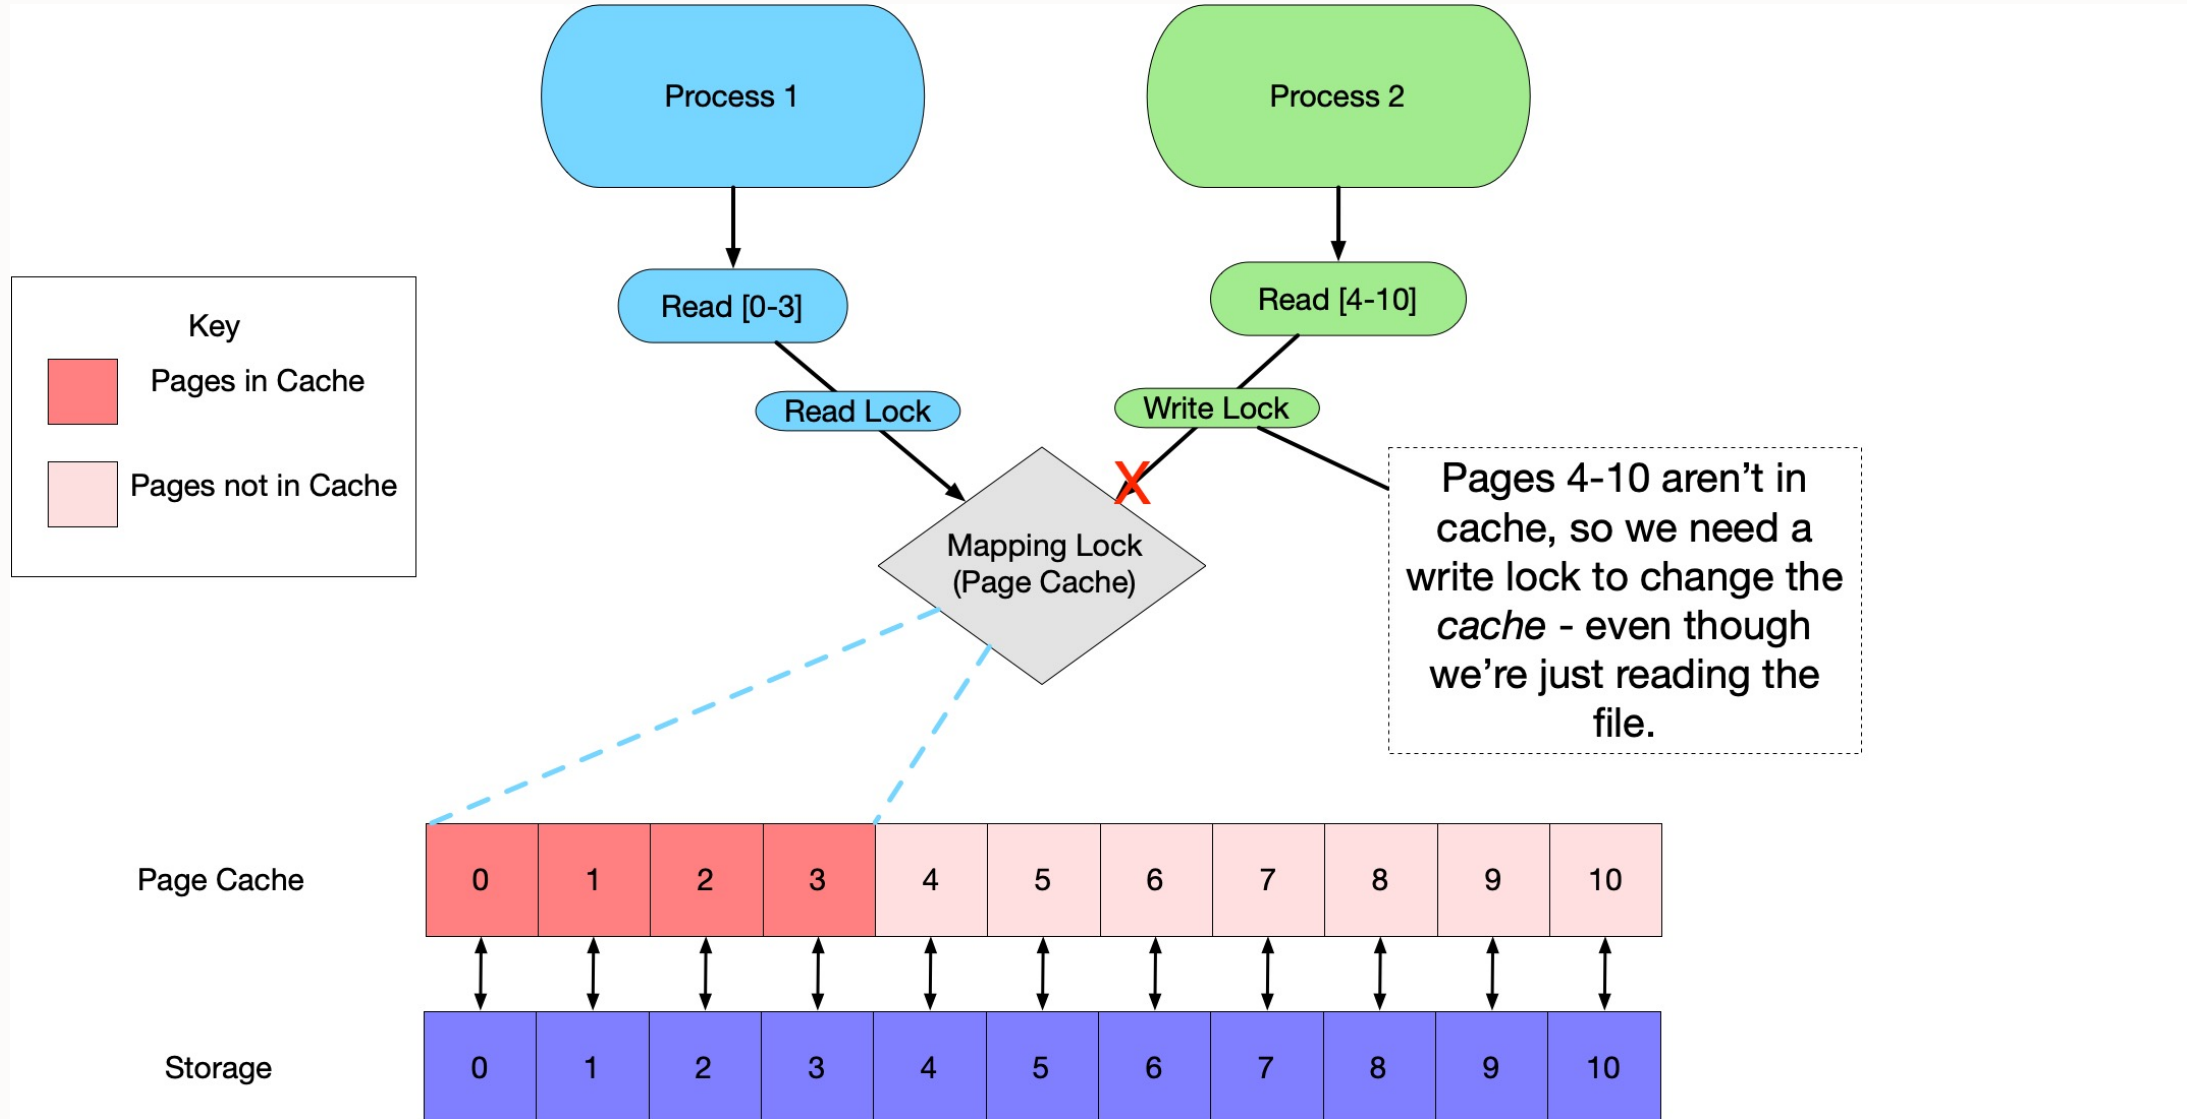 Process 1
Process 2
Read [0-3]
Read [4-10]
Key
Pages in Cache
Pages not in Cache
Read Lock
Write Lock
Mapping Lock
(Page Cache)
X
Pages 4-10 aren’t in
cache, so we need a
write lock to change the
cache - even though
we’re just reading the
file.
Page Cache
0 1 2 3 4 5 6 7 8 9 10
Storage
0 1 2 3 4 5 6 7 8 9 10